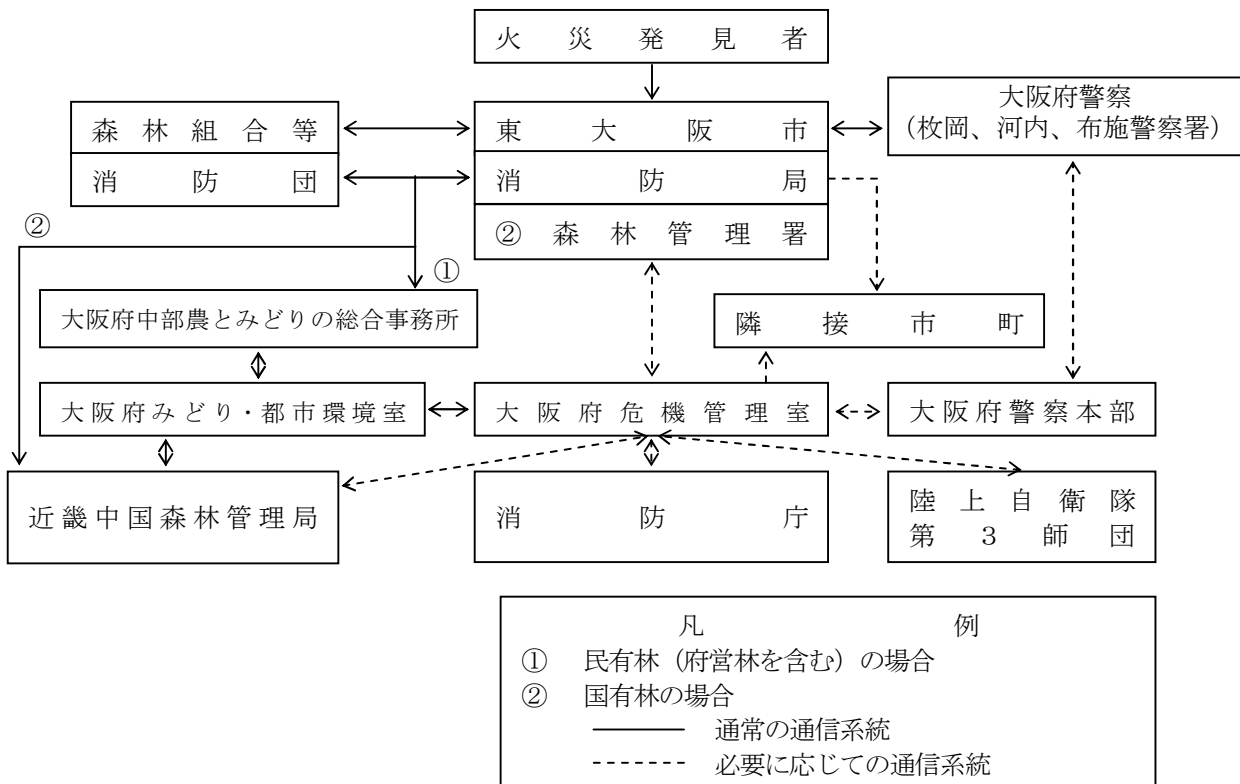 火災発見者
大阪府警察
（枚岡、河内、布施警察署）
森林組合等
東大阪市
消防団
消防局
②
② 森林管理署
①
大阪府中部農とみどりの総合事務所
隣接市町
大阪府みどり・都市環境室
大阪府危機管理室
大阪府警察本部
近畿中国森林管理局
消防庁
陸上自衛隊
第３師団
凡例
① 民有林（府営林を含む）の場合
② 国有林の場合
通常の通信系統
必要に応じての通信系統